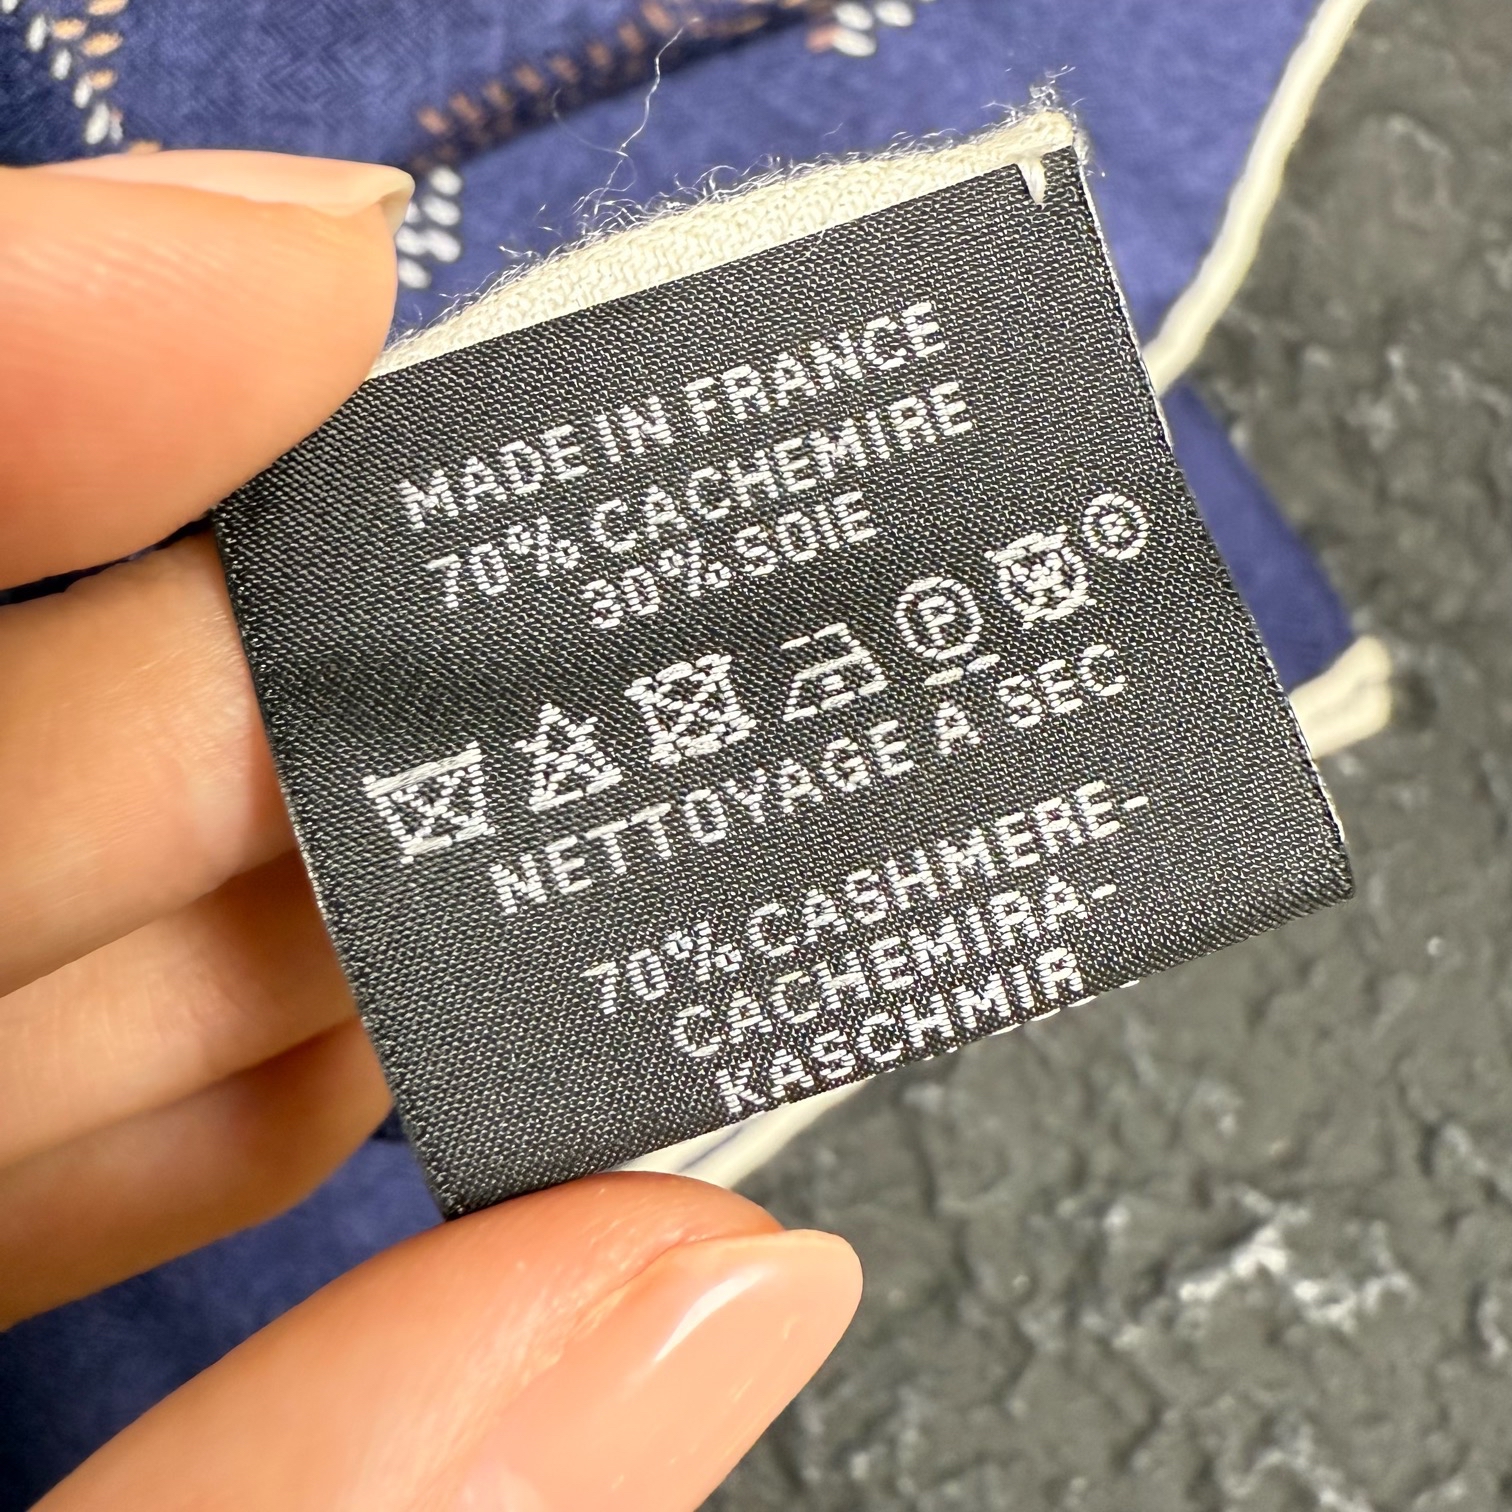 MADE IN FRANCE
70% CACHEMIRE
30% SOIE
P
NETTOYAGE A SEC
70% CASHMERE-
CACHEMIRA-
KASCHMIR